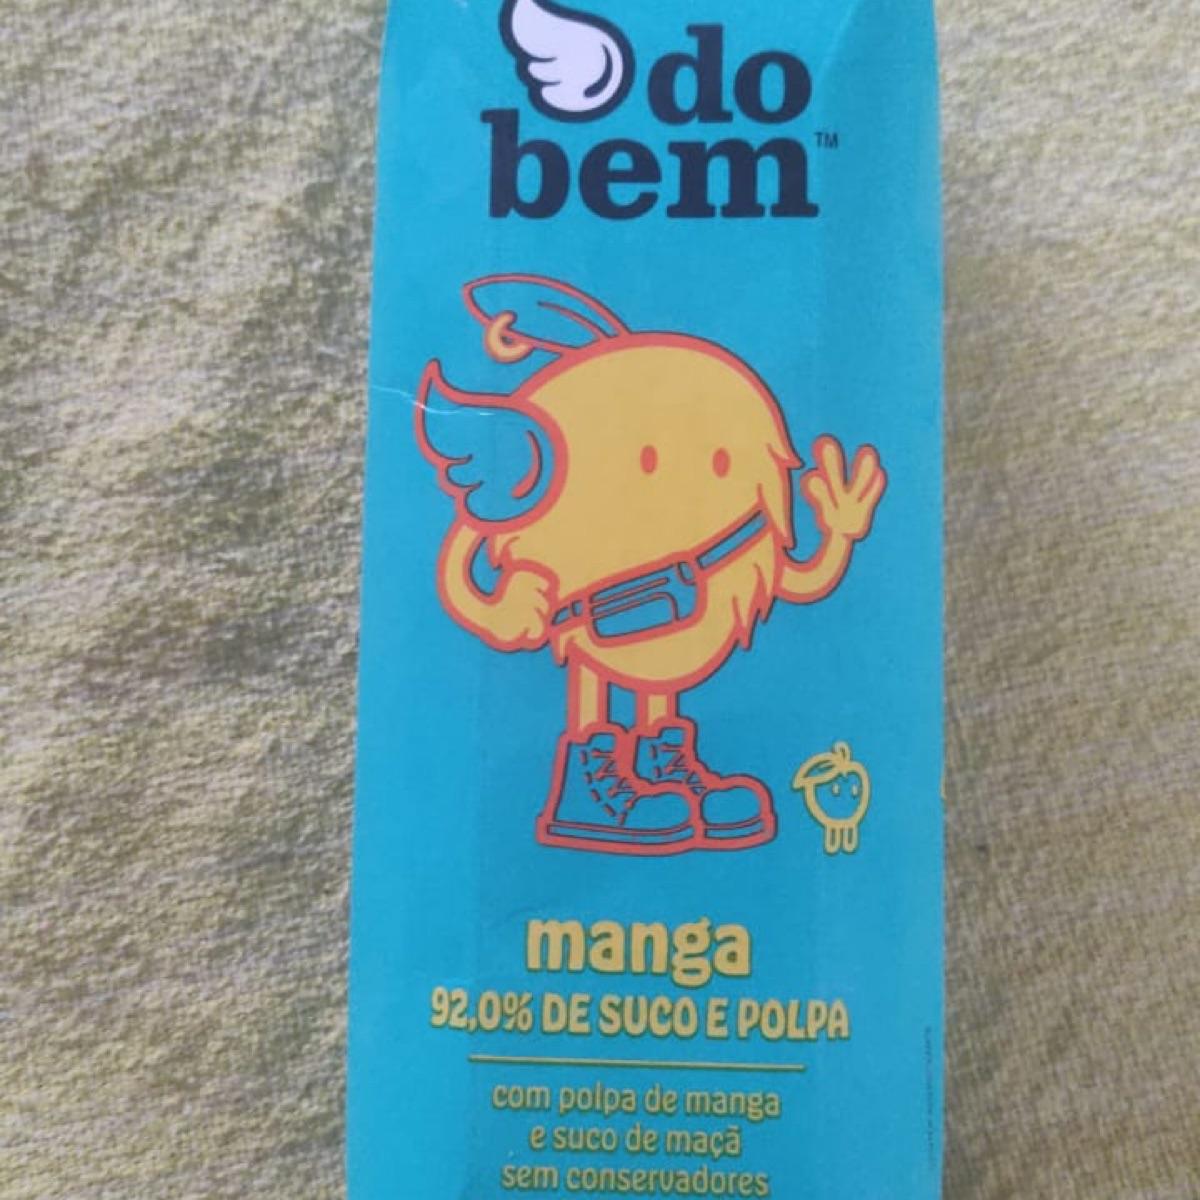 do
bem™
manga
92,0% DE SUCO E POLPA
com polpa de manga
e suco de maçã
sem conservadores